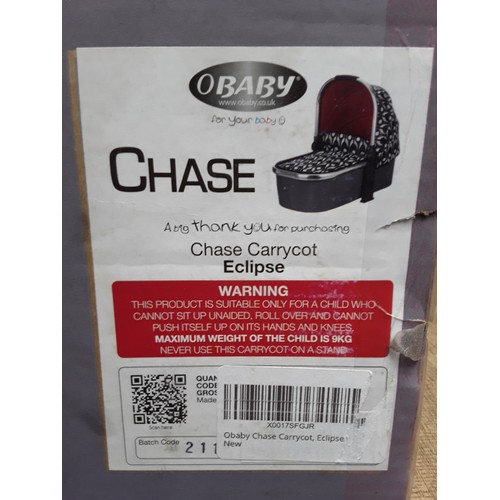 OBABY
www.obaby.co.uk
for your baby
CHASE
A big thank you for purchasing
Chase Carrycot
Eclipse
WARNING
THIS PRODUCT IS SUITABLE ONLY FOR A CHILD WHO
CANNOT SIT UP UNAIDED, ROLL OVER AND CANNOT
PUSH ITSELF UP ON ITS HANDS AND KNEES.
MAXIMUM WEIGHT OF THE CHILD IS 9KG
NEVER USE THIS CARRYCOT ON A STAND
QUAN
CODE
GROS
Made
Scan here
X0017SFGJR
Obaby Chase Carrycot, Eclipse
New
Batch Code
211